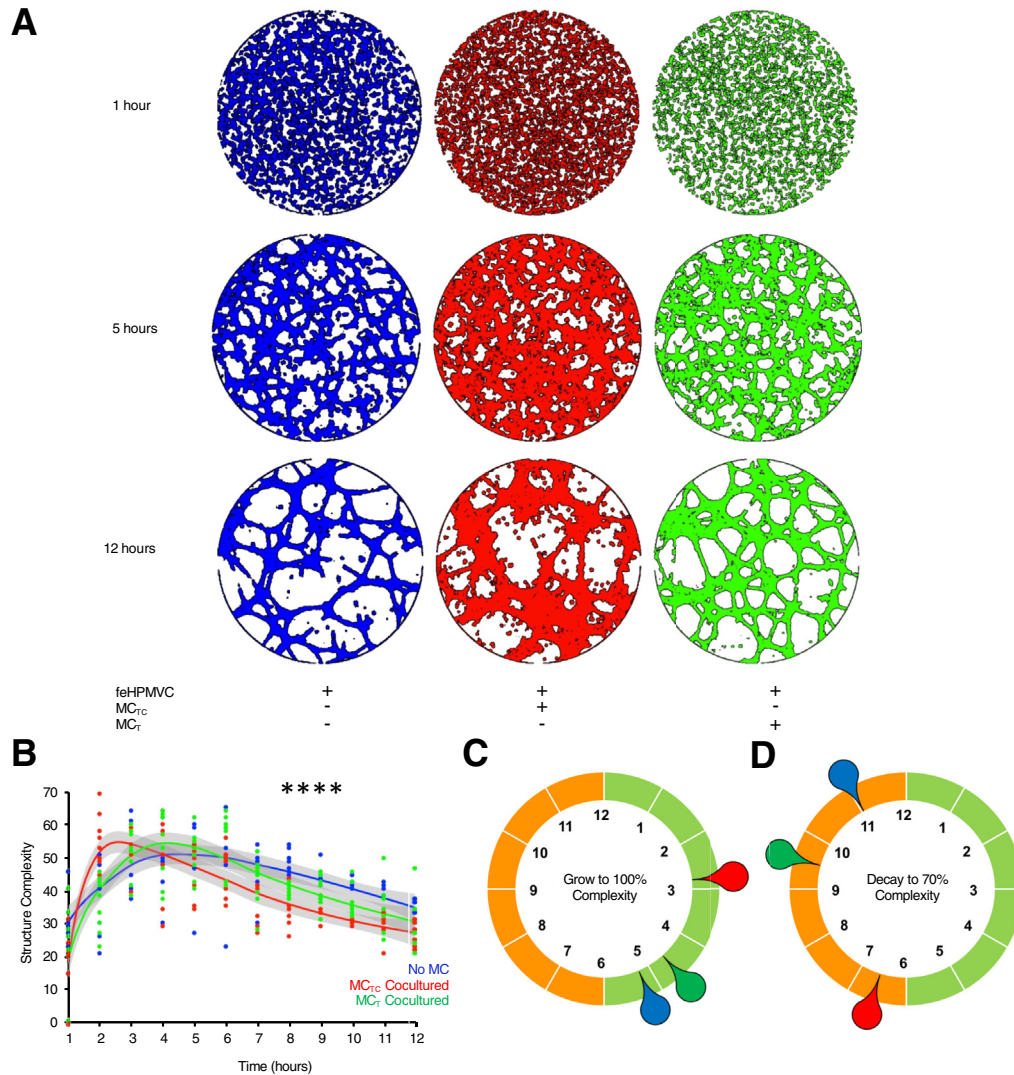 A
1 hour
5 hours
12 hours
feHPMVC + + +
MCTC - + -
MCT - - +
B
****
70
60
50
40
30
20
10
0
Structure Complexity
No MC
MCTC Cocultured
MCT Cocultured
1 2 3 4 5 6 7 8 9 10 11 12
Time (hours)
C
12
1
2
3
4
5
6
7
8
9
10
11
Grow to 100%
Complexity
D
12
1
2
3
4
5
6
7
8
9
10
11
Decay to 70%
Complexity